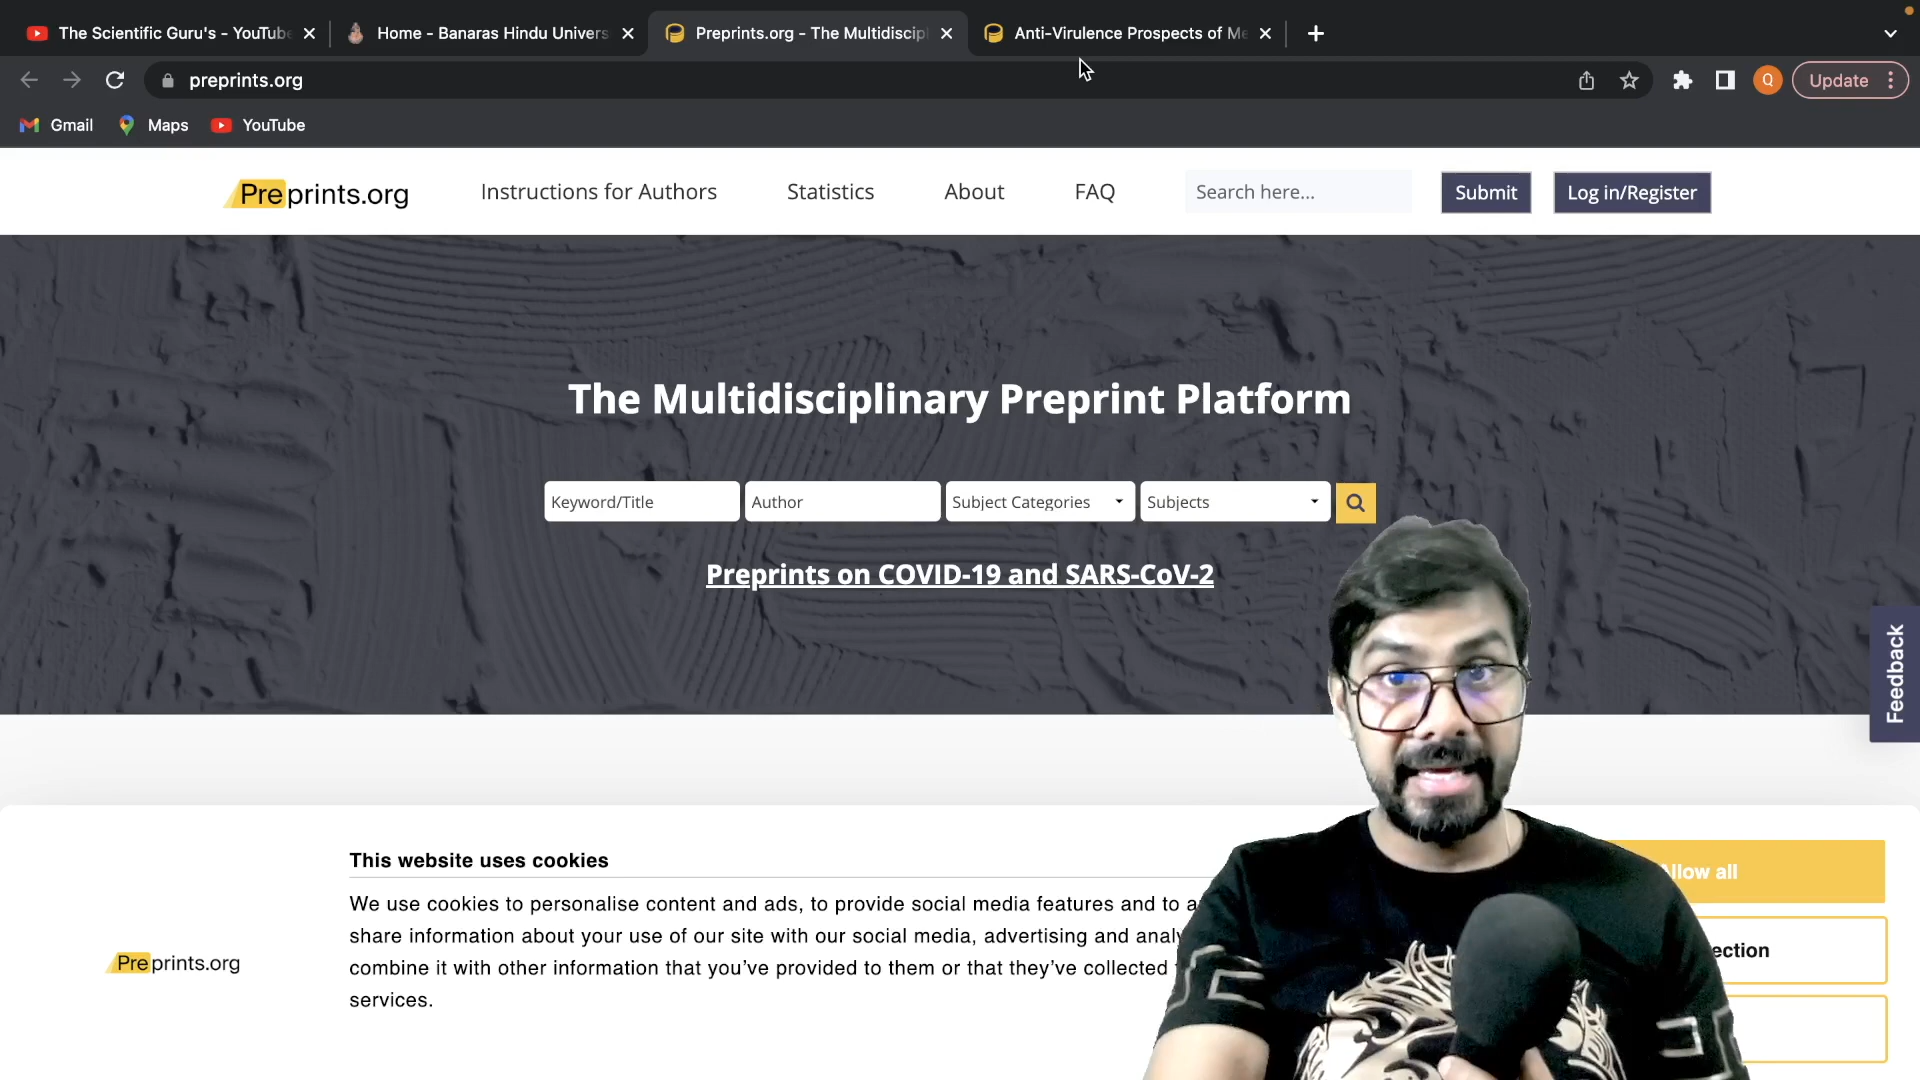 The Scientific Guru's - YouTube
Home - Banaras Hindu Univers
Preprints.org - The Multidiscipl
Anti-Virulence Prospects of Me
preprints.org
Q
Update
Gmail
Maps
YouTube
Preprints.org
Instructions for Authors
Statistics
About
FAQ
Search here...
Submit
Log in/Register
The Multidisciplinary Preprint Platform
Keyword/Title
Author
Subject Categories
Subjects
Preprints on COVID-19 and SARS-CoV-2
Feedback
This website uses cookies
We use cookies to personalise content and ads, to provide social media features and to a
share information about your use of our site with our social media, advertising and analy
combine it with other information that you've provided to them or that they've collected
services.
Preprints.org
Allow all
ection